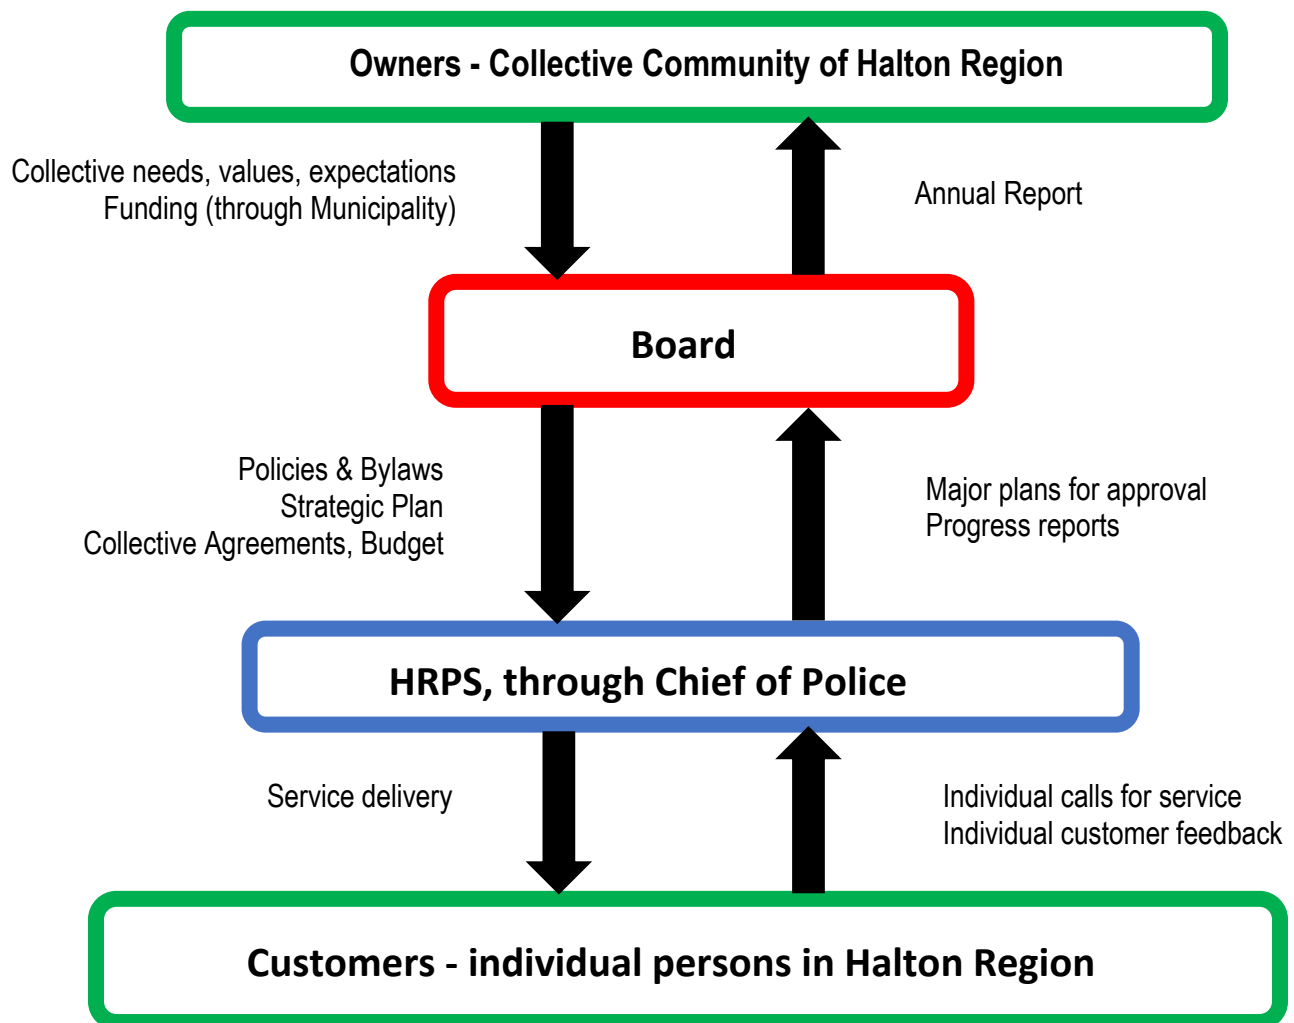 Owners - Collective Community of Halton Region
Collective needs, values, expectations
Funding (through Municipality)
Annual Report
Board
Policies & Bylaws
Strategic Plan
Collective Agreements, Budget
Major plans for approval
Progress reports
HRPS, through Chief of Police
Service delivery
Individual calls for service
Individual customer feedback
Customers - individual persons in Halton Region